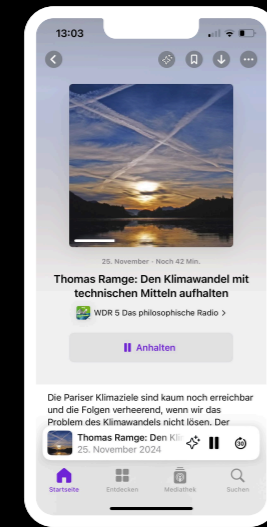 13:03
25. November · Noch 42 Min.
Thomas Ramge: Den Klimawandel mit
technischen Mitteln aufhalten
WDR 5 Das philosophische Radio >
Anhalten
Die Pariser Klimaziele sind kaum noch erreichbar
und die Folgen verheerend, wenn wir das
Problem des Klimawandels nicht lösen. Der
Thomas Ramge: Den Kli
25. November 2024
30
Startseite
Entdecken
Mediathek
Suchen